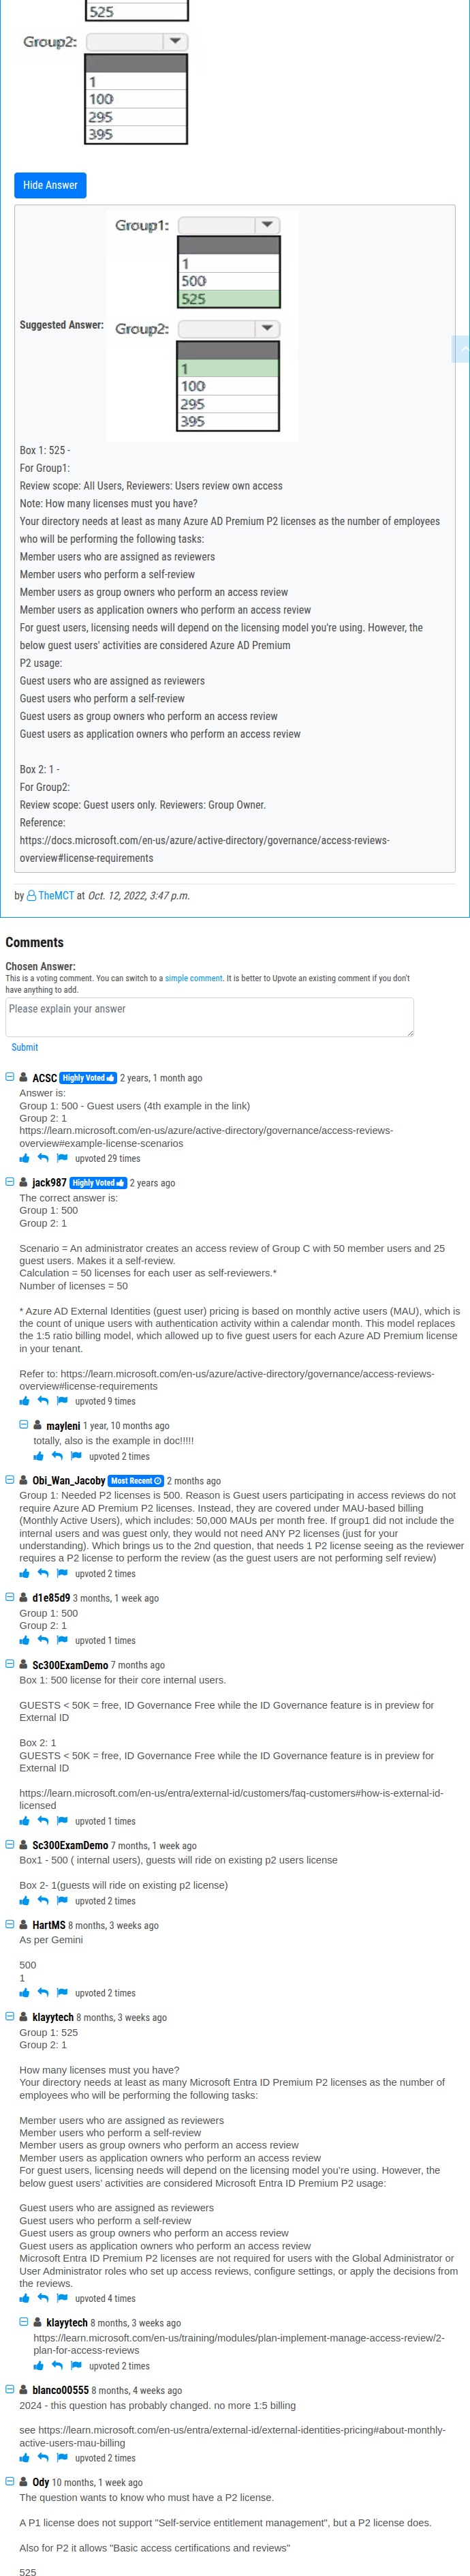 525
Group2:
1
100
295
395
Hide Answer
Group1:
1
500
525
Suggested Answer:
Group2:
1
100
295
395
Box 1: 525 -
For Group1:
Review scope: All Users, Reviewers: Users review own access
Note: How many licenses must you have?
Your directory needs at least as many Azure AD Premium P2 licenses as the number of employees
who will be performing the following tasks:
Member users who are assigned as reviewers
Member users who perform a self-review
Member users as group owners who perform an access review
Member users as application owners who perform an access review
For guest users, licensing needs will depend on the licensing model you're using. However, the
below guest users' activities are considered Azure AD Premium
P2 usage:
Guest users who are assigned as reviewers
Guest users who perform a self-review
Guest users as group owners who perform an access review
Guest users as application owners who perform an access review
Box 2: 1 -
For Group2:
Review scope: Guest users only. Reviewers: Group Owner.
Reference:
https://docs.microsoft.com/en-us/azure/active-directory/governance/access-reviews-
overview#license-requirements
by TheMCT at Oct. 12, 2022, 3:47 p.m.
Comments
Chosen Answer:
This is a voting comment. You can switch to a simple comment. It is better to Upvote an existing comment if you don't
have anything to add.
Please explain your answer
Submit
ACSC Highly Voted 2 years, 1 month ago
Answer is:
Group 1: 500 - Guest users (4th example in the link)
Group 2: 1
https://learn.microsoft.com/en-us/azure/active-directory/governance/access-reviews-
overview#example-license-scenarios
upvoted 29 times
jack987 Highly Voted 2 years ago
The correct answer is:
Group 1: 500
Group 2: 1
Scenario = An administrator creates an access review of Group C with 50 member users and 25
guest users. Makes it a self-review.
Calculation = 50 licenses for each user as self-reviewers.*
Number of licenses = 50
* Azure AD External Identities (guest user) pricing is based on monthly active users (MAU), which is
the count of unique users with authentication activity within a calendar month. This model replaces
the 1:5 ratio billing model, which allowed up to five guest users for each Azure AD Premium license
in your tenant.
Refer to: https://learn.microsoft.com/en-us/azure/active-directory/governance/access-reviews-
overview#license-requirements
upvoted 9 times
mayleni 1 year, 10 months ago
totally, also is the example in doc!!!!!
upvoted 2 times
Obi_Wan_Jacoby Most Recent 2 months ago
Group 1: Needed P2 licenses is 500. Reason is Guest users participating in access reviews do not
require Azure AD Premium P2 licenses. Instead, they are covered under MAU-based billing
(Monthly Active Users), which includes: 50,000 MAUs per month free. If group1 did not include the
internal users and was guest only, they would not need ANY P2 licenses (just for your
understanding). Which brings us to the 2nd question, that needs 1 P2 license seeing as the reviewer
requires a P2 license to perform the review (as the guest users are not performing self review)
upvoted 2 times
d1e85d9 3 months, 1 week ago
Group 1: 500
Group 2: 1
upvoted 1 times
Sc300ExamDemo 7 months ago
Box 1: 500 license for their core internal users.
GUESTS < 50K = free, ID Governance Free while the ID Governance feature is in preview for
External ID
Box 2: 1
GUESTS < 50K = free, ID Governance Free while the ID Governance feature is in preview for
External ID
https://learn.microsoft.com/en-us/entra/external-id/customers/faq-customers#how-is-external-id-
licensed
upvoted 1 times
Sc300ExamDemo 7 months, 1 week ago
Box1 - 500 ( internal users), guests will ride on existing p2 users license
Box 2- 1(guests will ride on existing p2 license)
upvoted 2 times
HartMS 8 months, 3 weeks ago
As per Gemini
500
1
upvoted 2 times
klayytech 8 months, 3 weeks ago
Group 1: 525
Group 2: 1
How many licenses must you have?
Your directory needs at least as many Microsoft Entra ID Premium P2 licenses as the number of
employees who will be performing the following tasks:
Member users who are assigned as reviewers
Member users who perform a self-review
Member users as group owners who perform an access review
Member users as application owners who perform an access review
For guest users, licensing needs will depend on the licensing model you're using. However, the
below guest users' activities are considered Microsoft Entra ID Premium P2 usage:
Guest users who are assigned as reviewers
Guest users who perform a self-review
Guest users as group owners who perform an access review
Guest users as application owners who perform an access review
Microsoft Entra ID Premium P2 licenses are not required for users with the Global Administrator or
User Administrator roles who set up access reviews, configure settings, or apply the decisions from
the reviews.
upvoted 4 times
klayytech 8 months, 3 weeks ago
https://learn.microsoft.com/en-us/training/modules/plan-implement-manage-access-review/2-
plan-for-access-reviews
upvoted 2 times
blanco00555 8 months, 4 weeks ago
2024 - this question has probably changed. no more 1:5 billing
see https://learn.microsoft.com/en-us/entra/external-id/external-identities-pricing#about-monthly-
active-users-mau-billing
upvoted 2 times
Ody 10 months, 1 week ago
The question wants to know who must have a P2 license.
A P1 license does not support "Self-service entitlement management", but a P2 license does.
Also for P2 it allows "Basic access certifications and reviews"
525